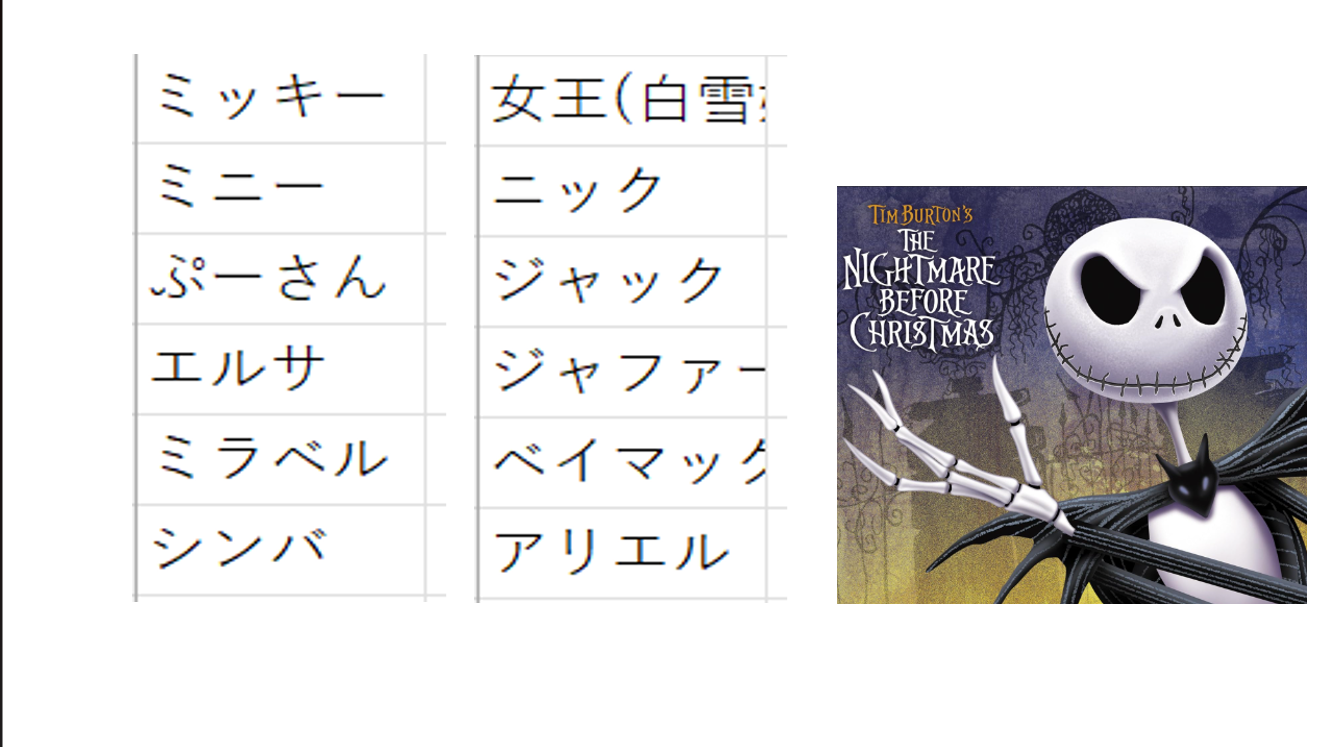 ミッキー
ミニー
ぷーさん
エルサ
ミラベル
シンバ
女王(白雪
ニック
ジャック
ジャファー
ベイマック
アリエル
TIM BURTON'S
THE
NIGHTMARE
BEFORE
CHRISTMAS